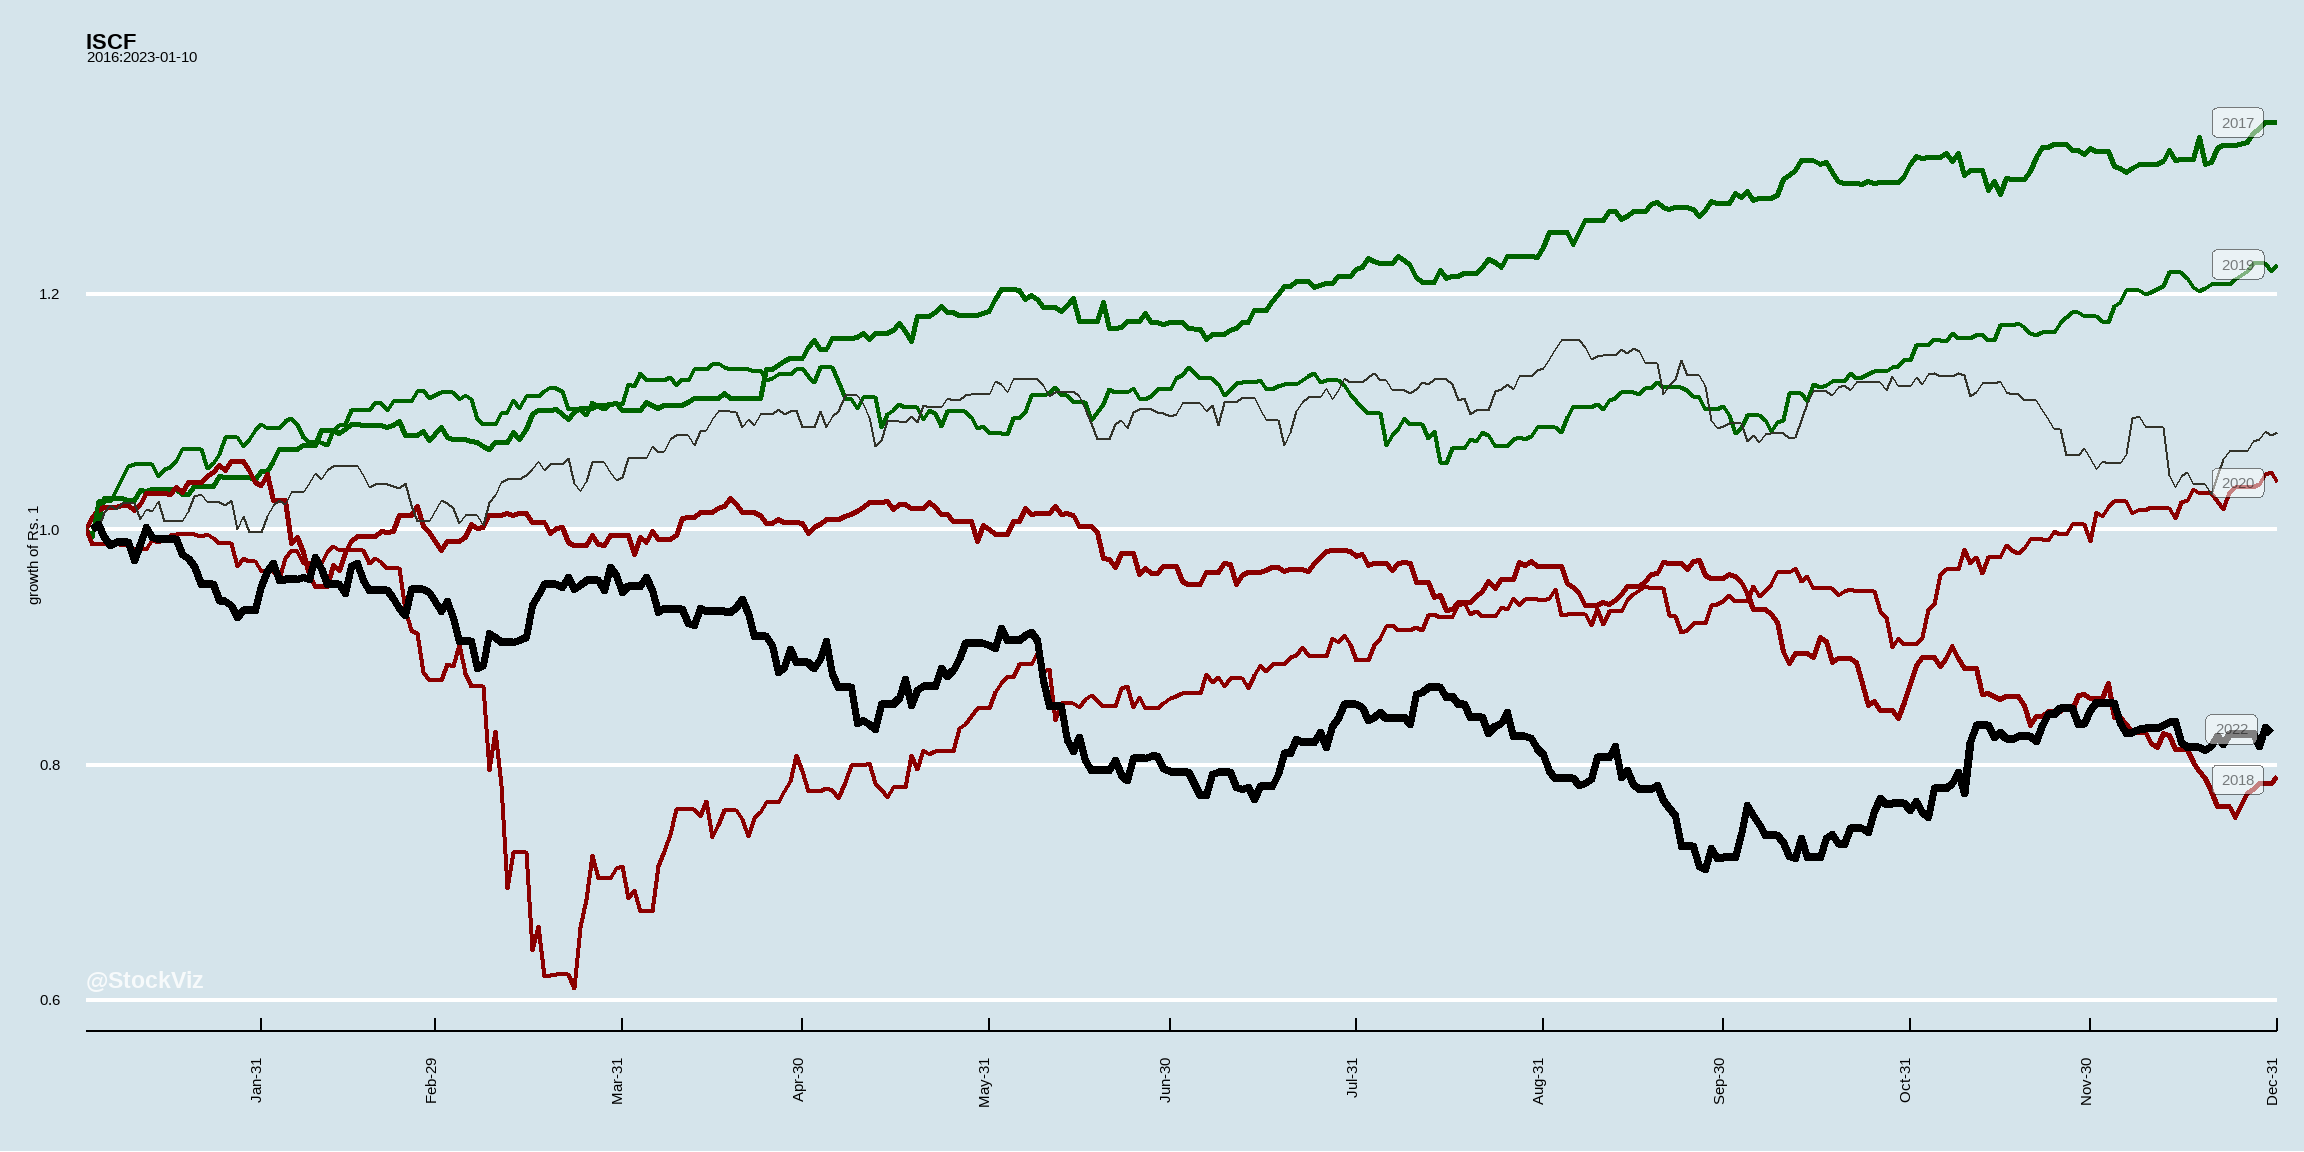 ISCF
2016:2023-01-10
2017
2019
1.2
2020
growth of Rs. 1
1.0
2022
0.8
2018
@StockViz
0.6
Jan-31
Feb-29
Mar-31
Apr-30
May-31
Jun-30
Jul-31
Aug-31
Sep-30
Oct-31
Nov-30
Dec-31